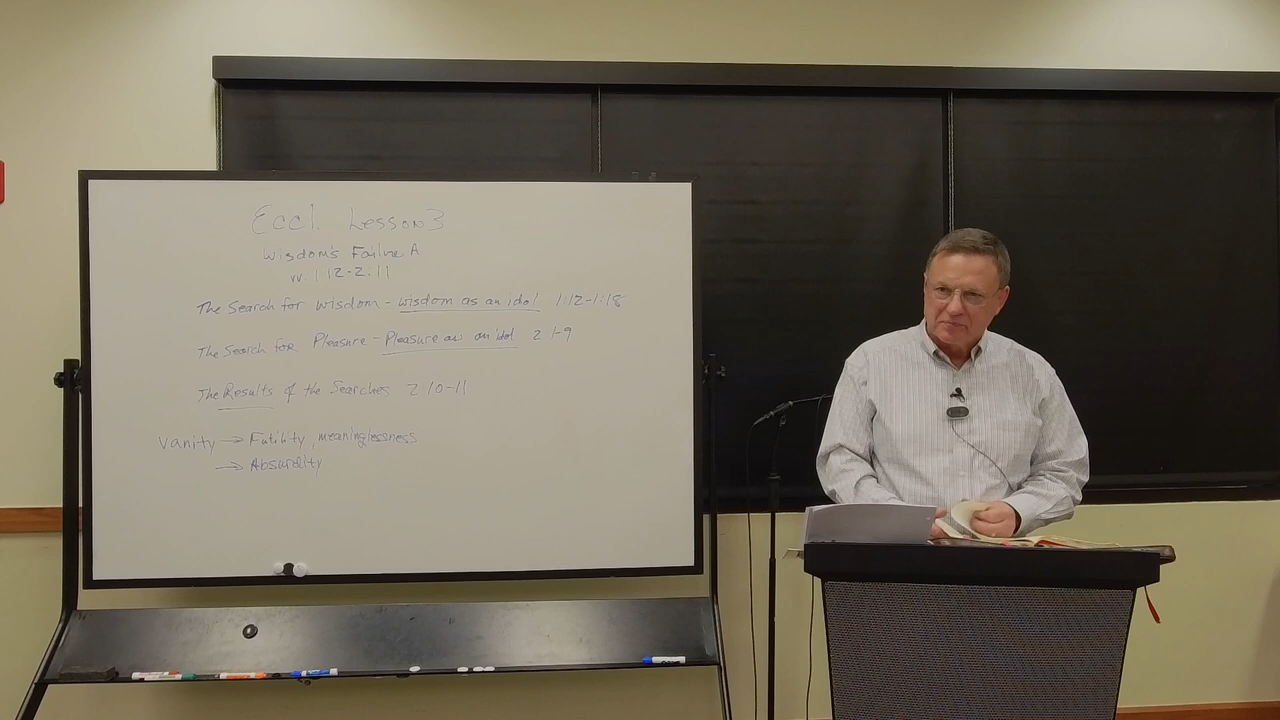 Eccl. Lesson 3
Wisdom's Failure A
vv. 1:12-2:11
The Search for wisdom - wisdom as an idol 1:12-1:18
The Search for Pleasure - Pleasure as an idol 2 1-9
The Results of the Searches 2 10-11
Vanity → Futility, meaninglessness
→ Absurdity